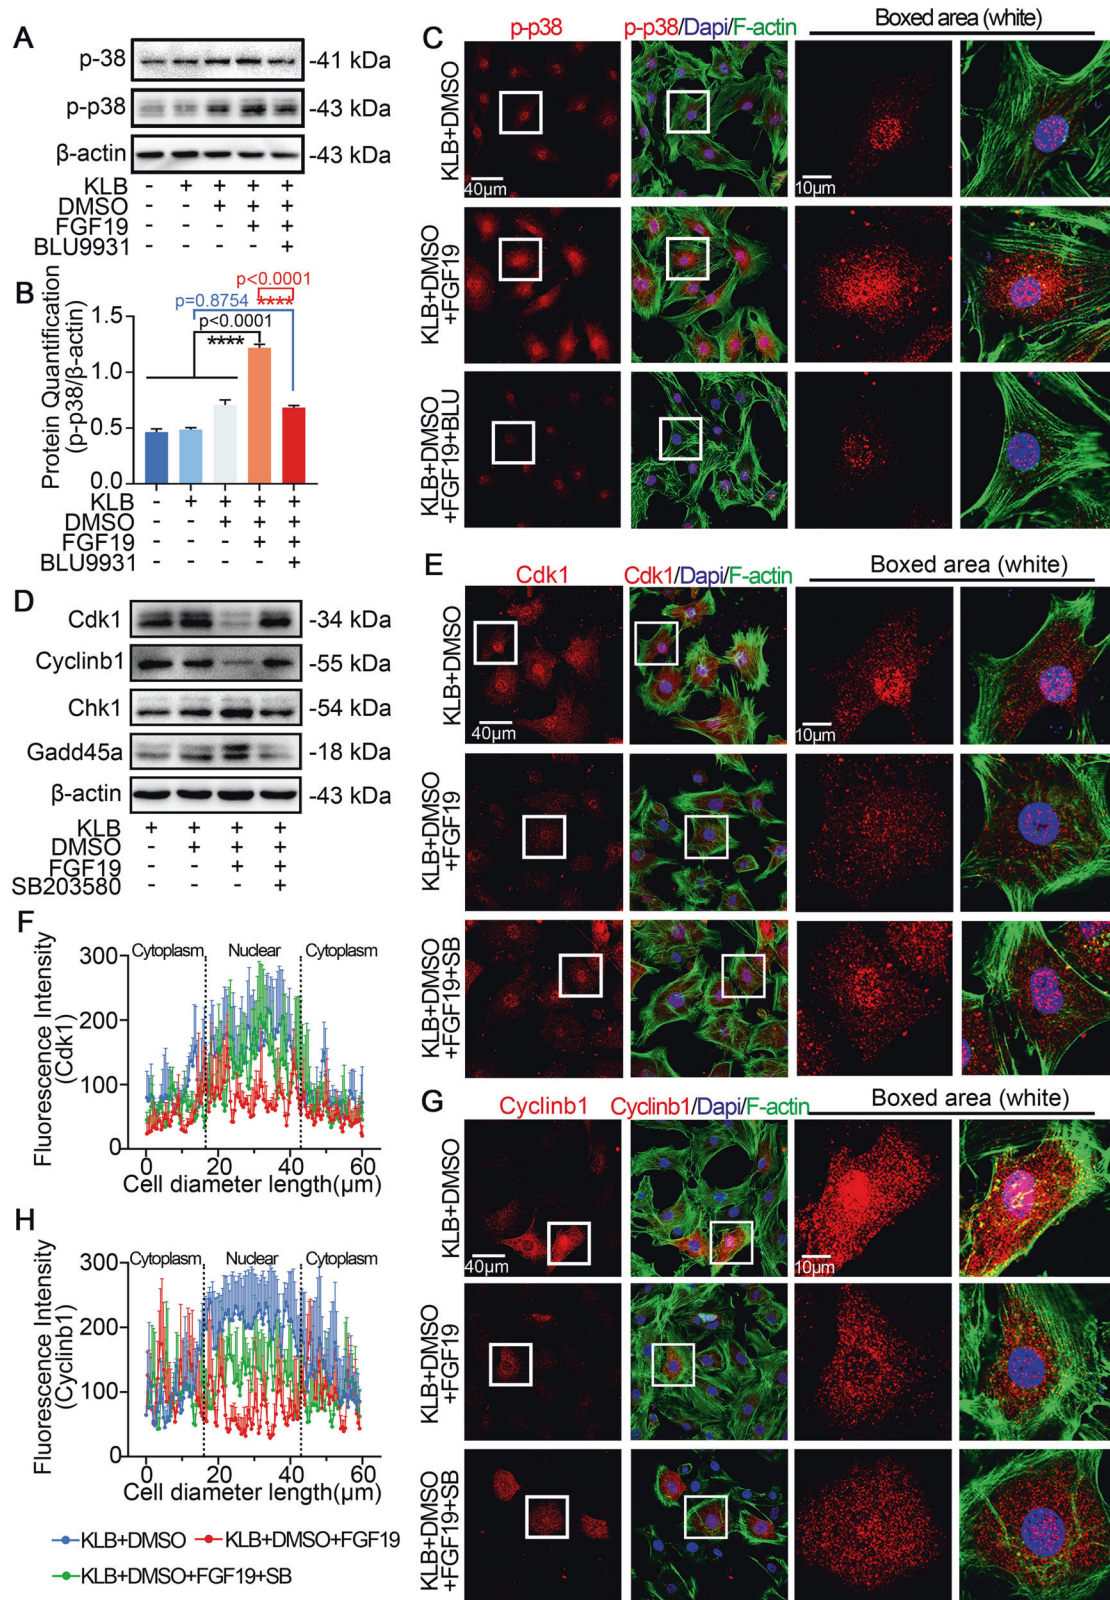 A
p-38
-41 kDa
p-p38
-43 kDa
β-actin
-43 kDa
KLB - + + + +
DMSO - - + + +
FGF19 - - - + +
BLU9931 - - - - +
B
Protein Quantification
(p-p38/β-actin)
p<0.0001
****
p=0.8754
p<0.0001
****
1.5
1.0
0.5
0.0
KLB - + + + +
DMSO - - + + +
FGF19 - - - + +
BLU9931 - - - - +
C
p-p38
p-p38/Dapi/F-actin
Boxed area (white)
KLB+DMSO
40μm
10μm
KLB+DMSO
+FGF19
KLB+DMSO
+FGF19+BLU
D
Cdk1
-34 kDa
Cyclinb1
-55 kDa
Chk1
-54 kDa
Gadd45a
-18 kDa
β-actin
-43 kDa
KLB + + + +
DMSO - + + +
FGF19 - - + +
SB203580 - - - +
E
Cdk1
Cdk1/Dapi/F-actin
Boxed area (white)
KLB+DMSO
40μm
10μm
KLB+DMSO
+FGF19
KLB+DMSO
+FGF19+SB
F
Fluorescence Intensity
(Cdk1)
Cytoplasm Nuclear Cytoplasm
300
200
100
0
0 20 40 60
Cell diameter length(μm)
G
Cyclinb1
Cyclinb1/Dapi/F-actin
Boxed area (white)
KLB+DMSO
40μm
10μm
KLB+DMSO
+FGF19
KLB+DMSO
+FGF19+SB
H
Fluorescence Intensity
(Cyclinb1)
Cytoplasm Nuclear Cytoplasm
300
200
100
0
0 20 40 60
Cell diameter length(μm)
KLB+DMSO
KLB+DMSO+FGF19
KLB+DMSO+FGF19+SB